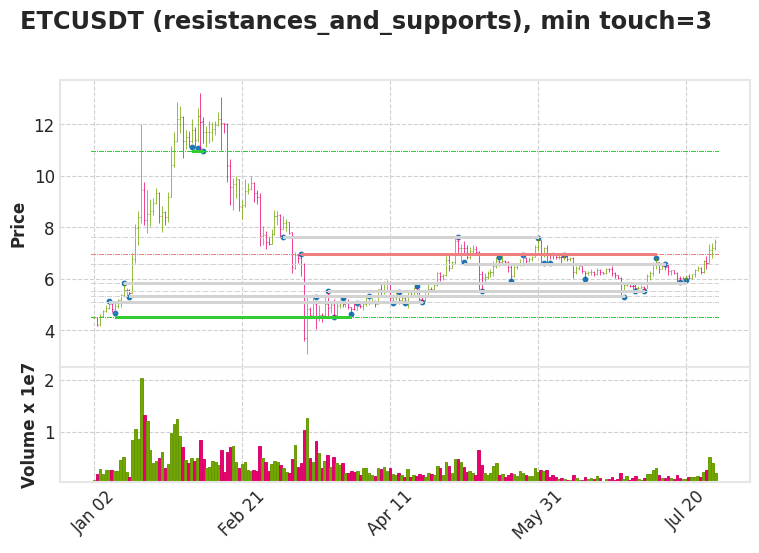 ETCUSDT (resistances_and_supports), min touch=3
Price
12
10
8
6
4
Volume x 1e7
2
1
Jan 02
Feb 21
Apr 11
May 31
Jul 20